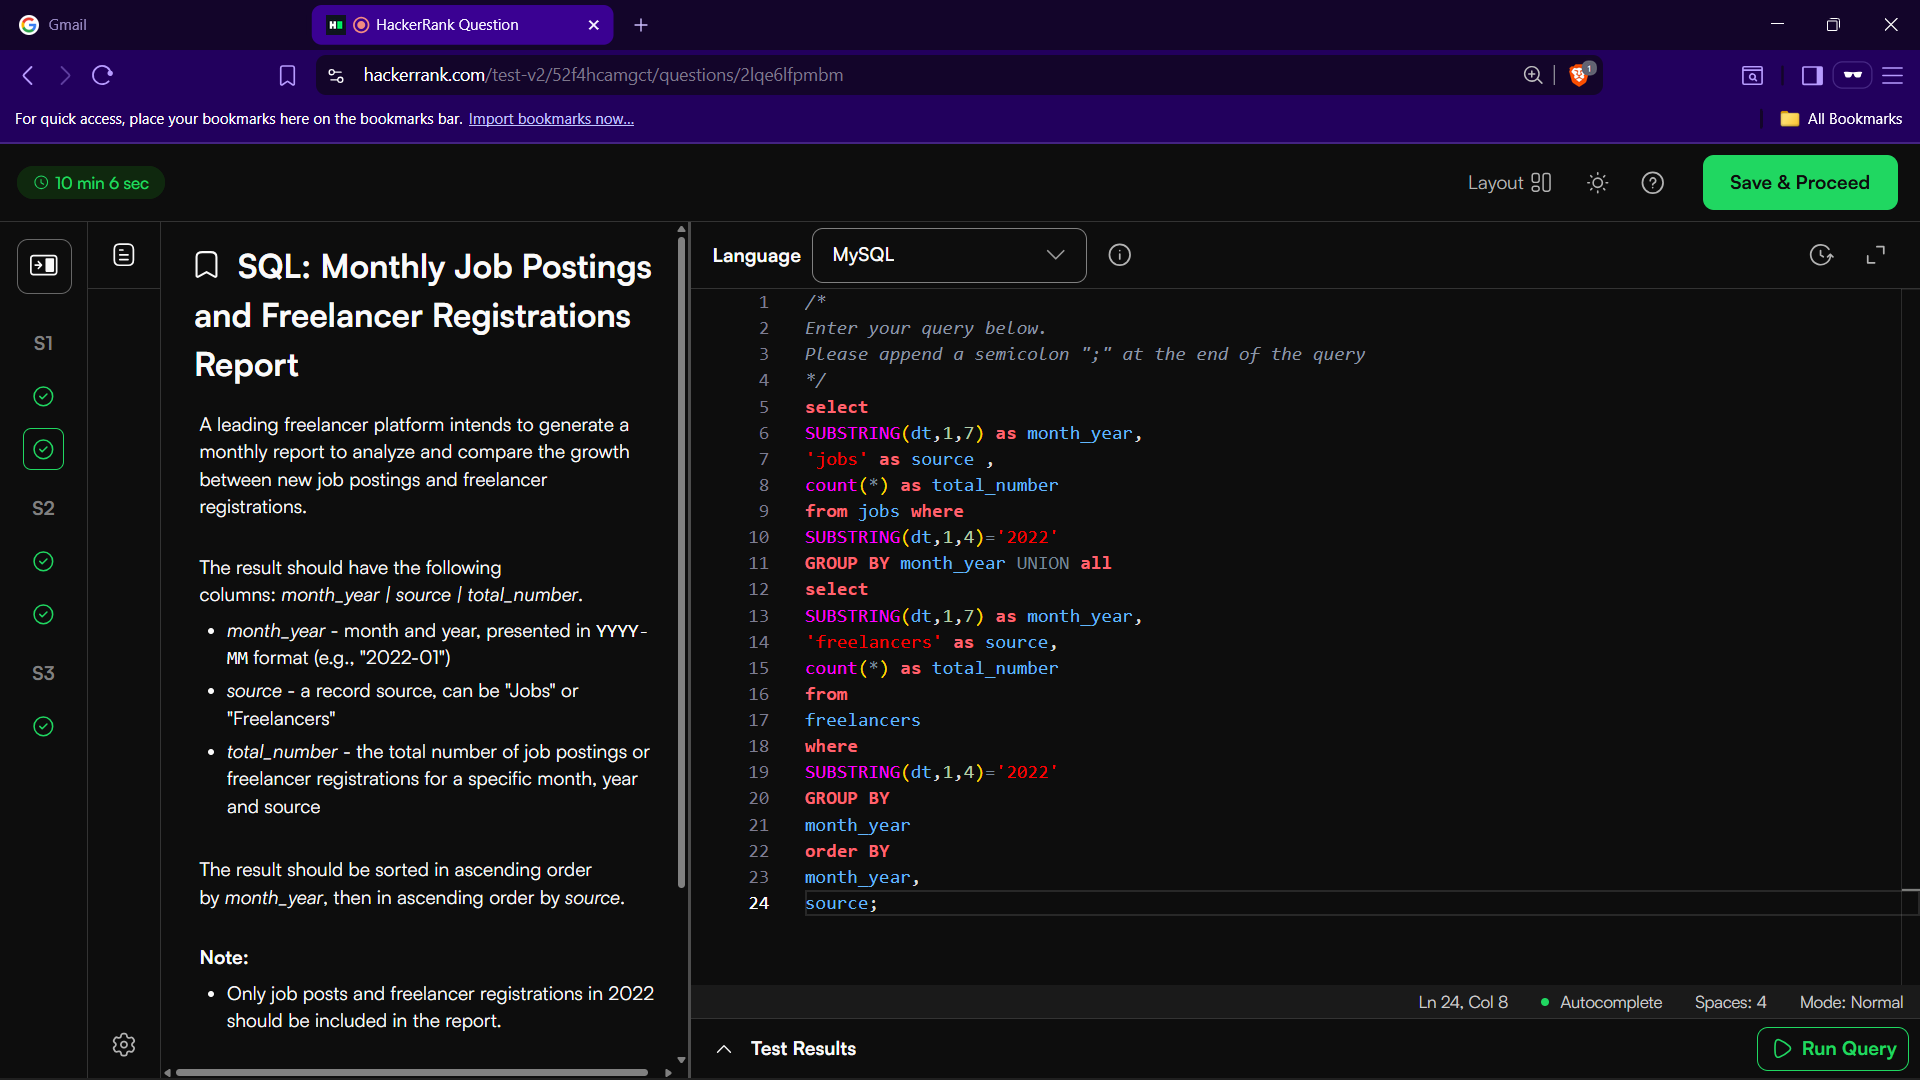 Gmail
HackerRank Question
hackerrank.com/test-v2/52f4hcamgct/questions/2lqe6lfpmbm
1
For quick access, place your bookmarks here on the bookmarks bar. Import bookmarks now...
All Bookmarks
10 min 6 sec
Layout
Save & Proceed
S1
S2
S3
SQL: Monthly Job Postings
and Freelancer Registrations
Report
A leading freelancer platform intends to generate a
monthly report to analyze and compare the growth
between new job postings and freelancer
registrations.
The result should have the following
columns: month_year | source | total_number.
• month_year - month and year, presented in YYYY-
MM format (e.g., "2022-01")
• source - a record source, can be "Jobs" or
"Freelancers"
• total_number - the total number of job postings or
freelancer registrations for a specific month, year
and source
The result should be sorted in ascending order
by month_year, then in ascending order by source.
Note:
• Only job posts and freelancer registrations in 2022
should be included in the report.
Language
MySQL
1 /*
2 Enter your query below.
3 Please append a semicolon ";" at the end of the query
4 */
5 select
6 SUBSTRING(dt,1,7) as month_year,
7 'jobs' as source ,
8 count(*) as total_number
9 from jobs where
10 SUBSTRING(dt,1,4)='2022'
11 GROUP BY month_year UNION all
12 select
13 SUBSTRING(dt,1,7) as month_year,
14 'freelancers' as source,
15 count(*) as total_number
16 from
17 freelancers
18 where
19 SUBSTRING(dt,1,4)='2022'
20 GROUP BY
21 month_year
22 order BY
23 month_year,
24 source;
Ln 24, Col 8
Autocomplete
Spaces: 4
Mode: Normal
Test Results
Run Query